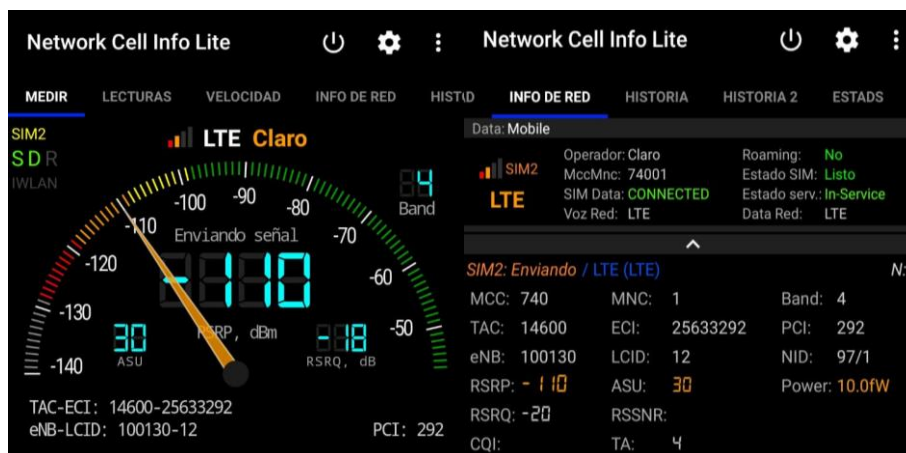 Network Cell Info Lite
MEDIR LECTURAS VELOCIDAD INFO DE RED HIST
SIM2
SDR
IWLAN
LTE Claro
4
Band
-140 -130 -120 -110 -100 -90 -80 -70 -60 -50
Enviando señal
-110
RSRP, dBm
30
ASU
-18
RSRQ, dB
TAC-ECI: 14600-25633292
eNB-LCID: 100130-12
PCI: 292
Network Cell Info Lite
D INFO DE RED HISTORIA HISTORIA 2 ESTADS
Data: Mobile
SIM2
LTE
Operador: Claro Roaming: No
MccMnc: 74001 Estado SIM: Listo
SIM Data: CONNECTED Estado serv.: In-Service
Voz Red: LTE Data Red: LTE
SIM2: Enviando / LTE (LTE) N:
MCC: 740 MNC: 1 Band: 4
TAC: 14600 ECI: 25633292 PCI: 292
eNB: 100130 LCID: 12 NID: 97/1
RSRP: -110 ASU: 30 Power: 10.0fW
RSRQ: -20 RSSNR:
CQI: TA: 4